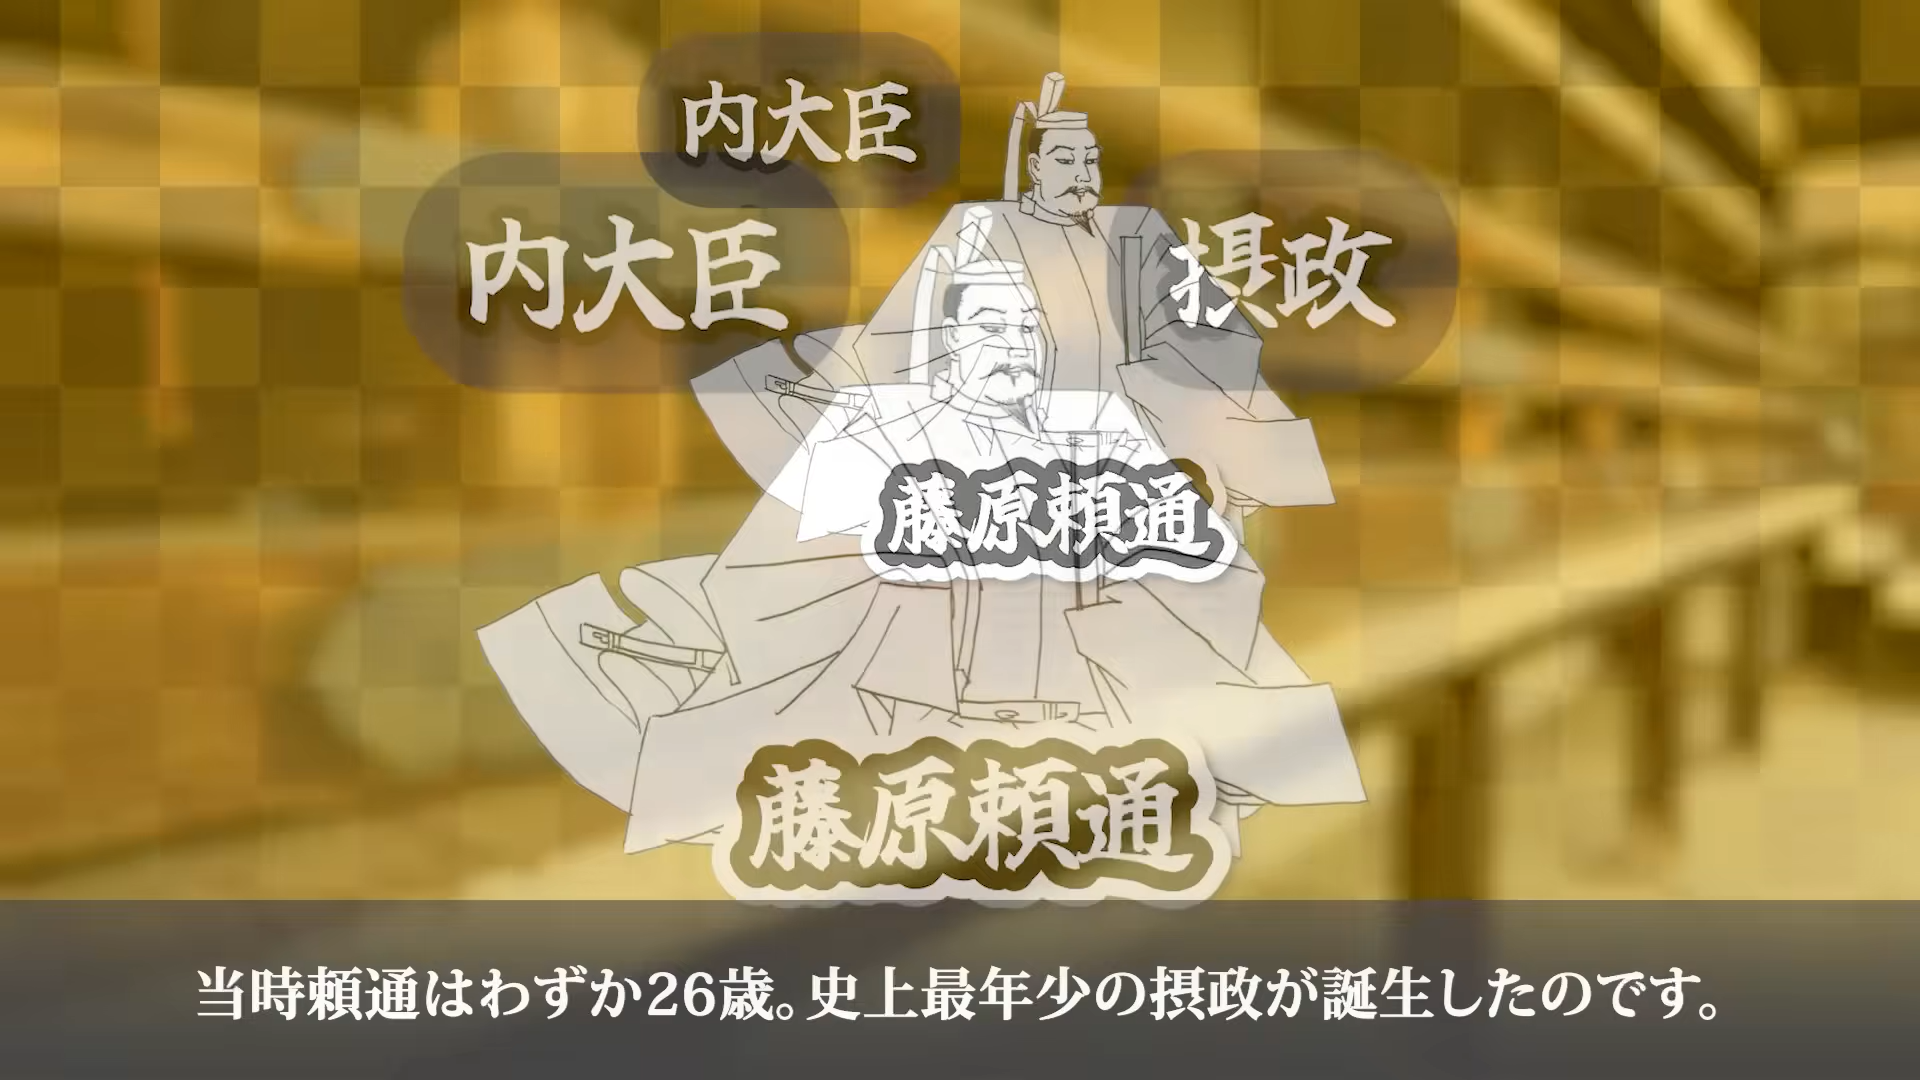 内大臣
内大臣
摂政
藤原頼通
藤原頼通
当時頼通はわずか26歳。史上最年少の摂政が誕生したのです。